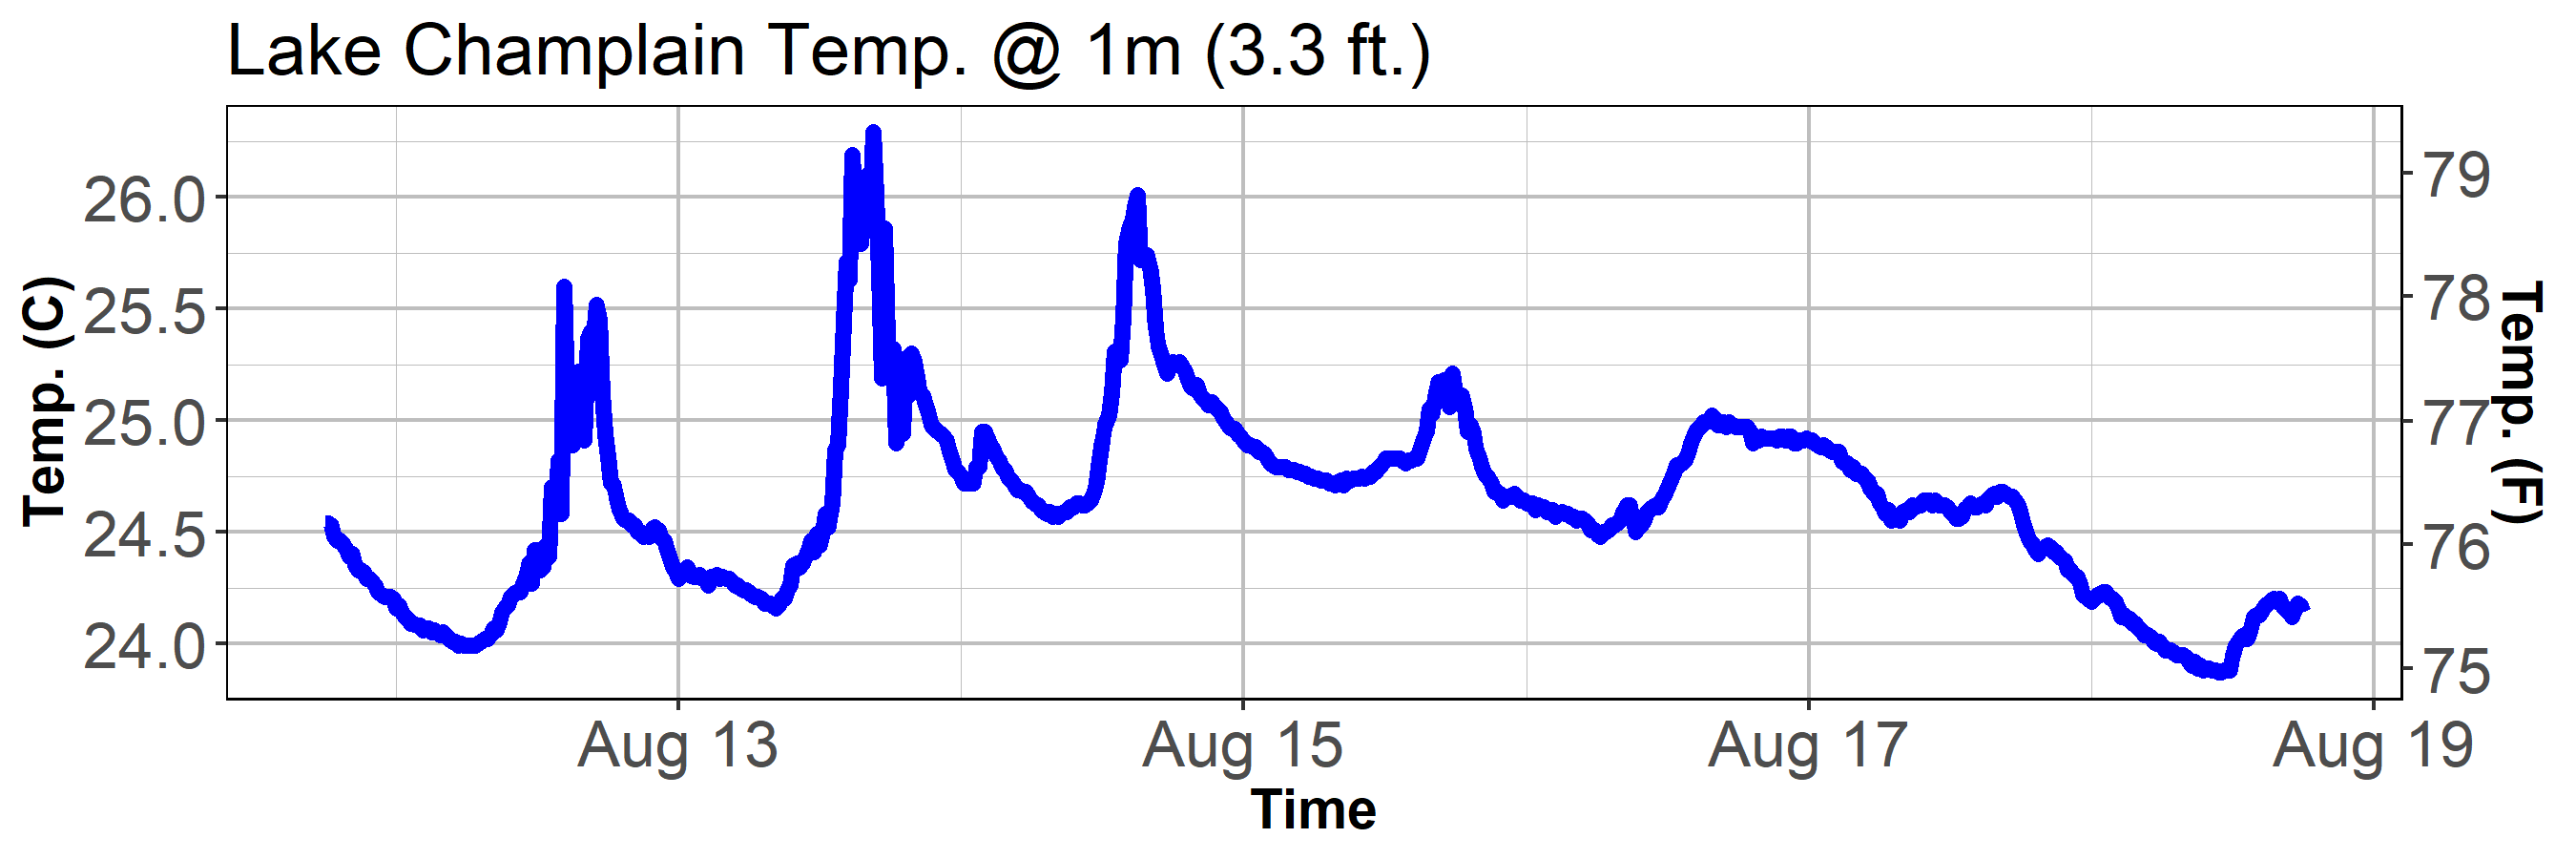 Lake Champlain Temp. @ 1m (3.3 ft.)
Temp. (C)
26.0
25.5
25.0
24.5
24.0
79
78
77
76
75
Temp. (F)
Aug 13 Aug 15 Aug 17 Aug 19
Time